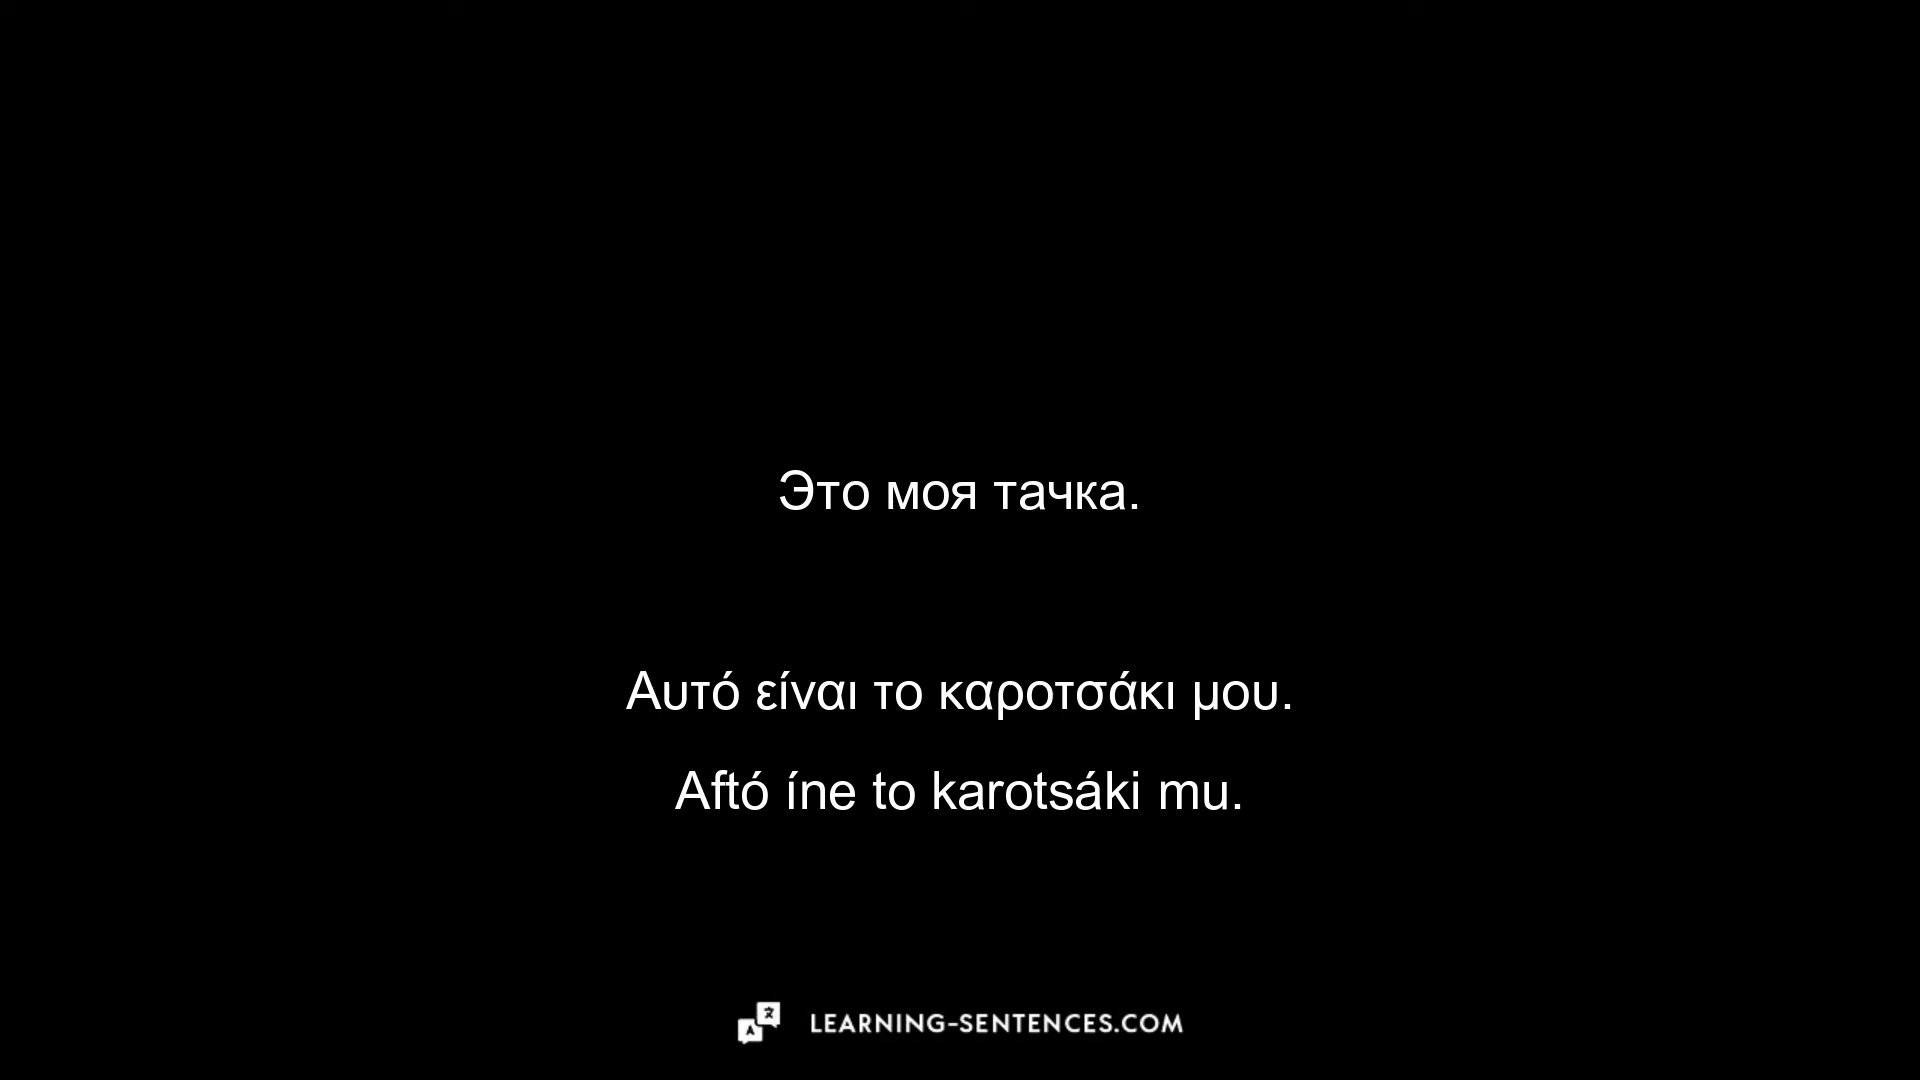 Это моя тачка.
Αυτό είναι το καροτσάκι μου.
Aftó íne to karotsáki mu.
LEARNING-SENTENCES.COM